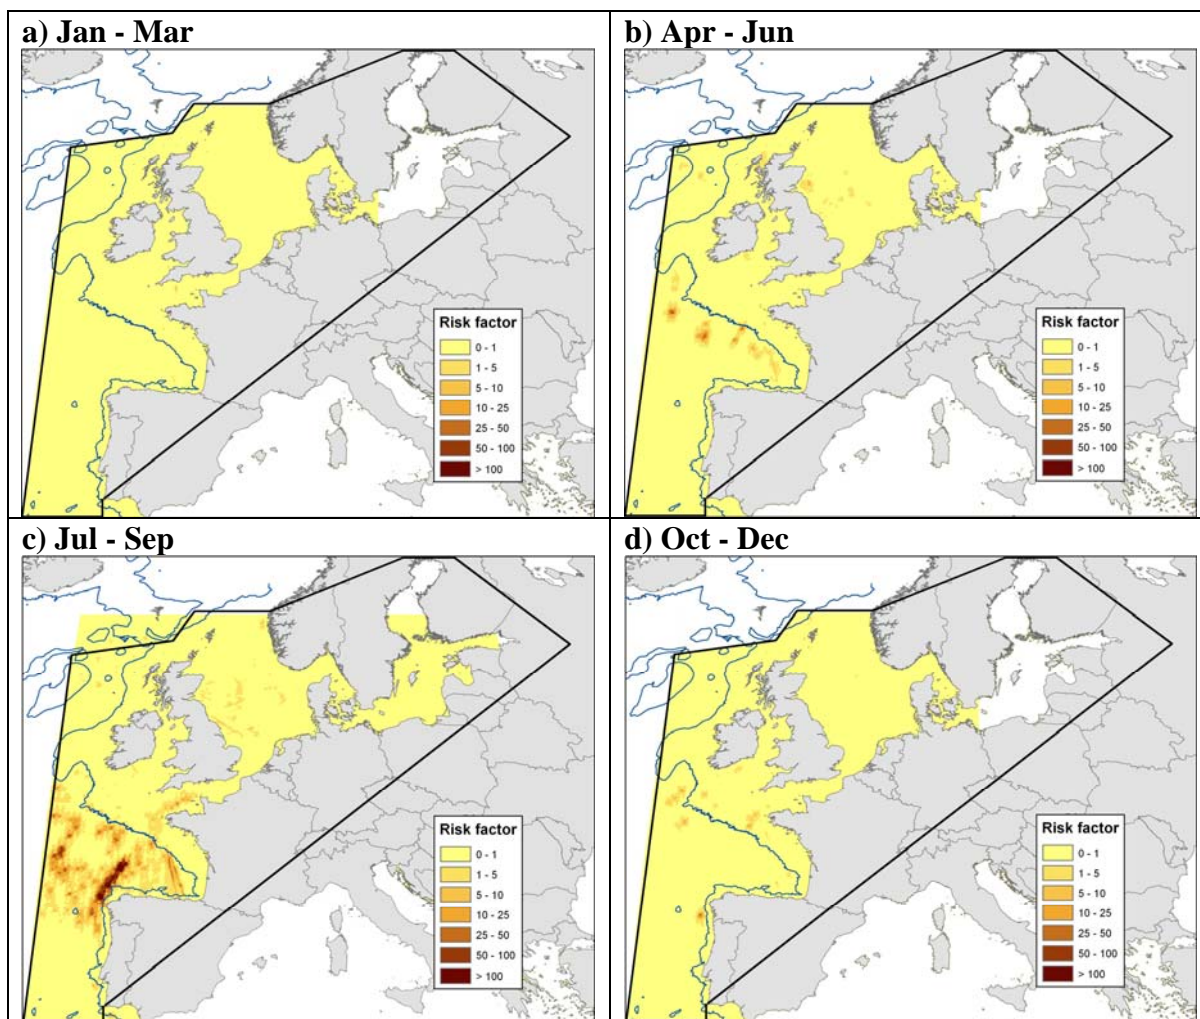 a) Jan - Mar
Risk factor
0 - 1
1 - 5
5 - 10
10 - 25
25 - 50
50 - 100
> 100
b) Apr - Jun
Risk factor
0 - 1
1 - 5
5 - 10
10 - 25
25 - 50
50 - 100
> 100
c) Jul - Sep
Risk factor
0 - 1
1 - 5
5 - 10
10 - 25
25 - 50
50 - 100
> 100
d) Oct - Dec
Risk factor
0 - 1
1 - 5
5 - 10
10 - 25
25 - 50
50 - 100
> 100